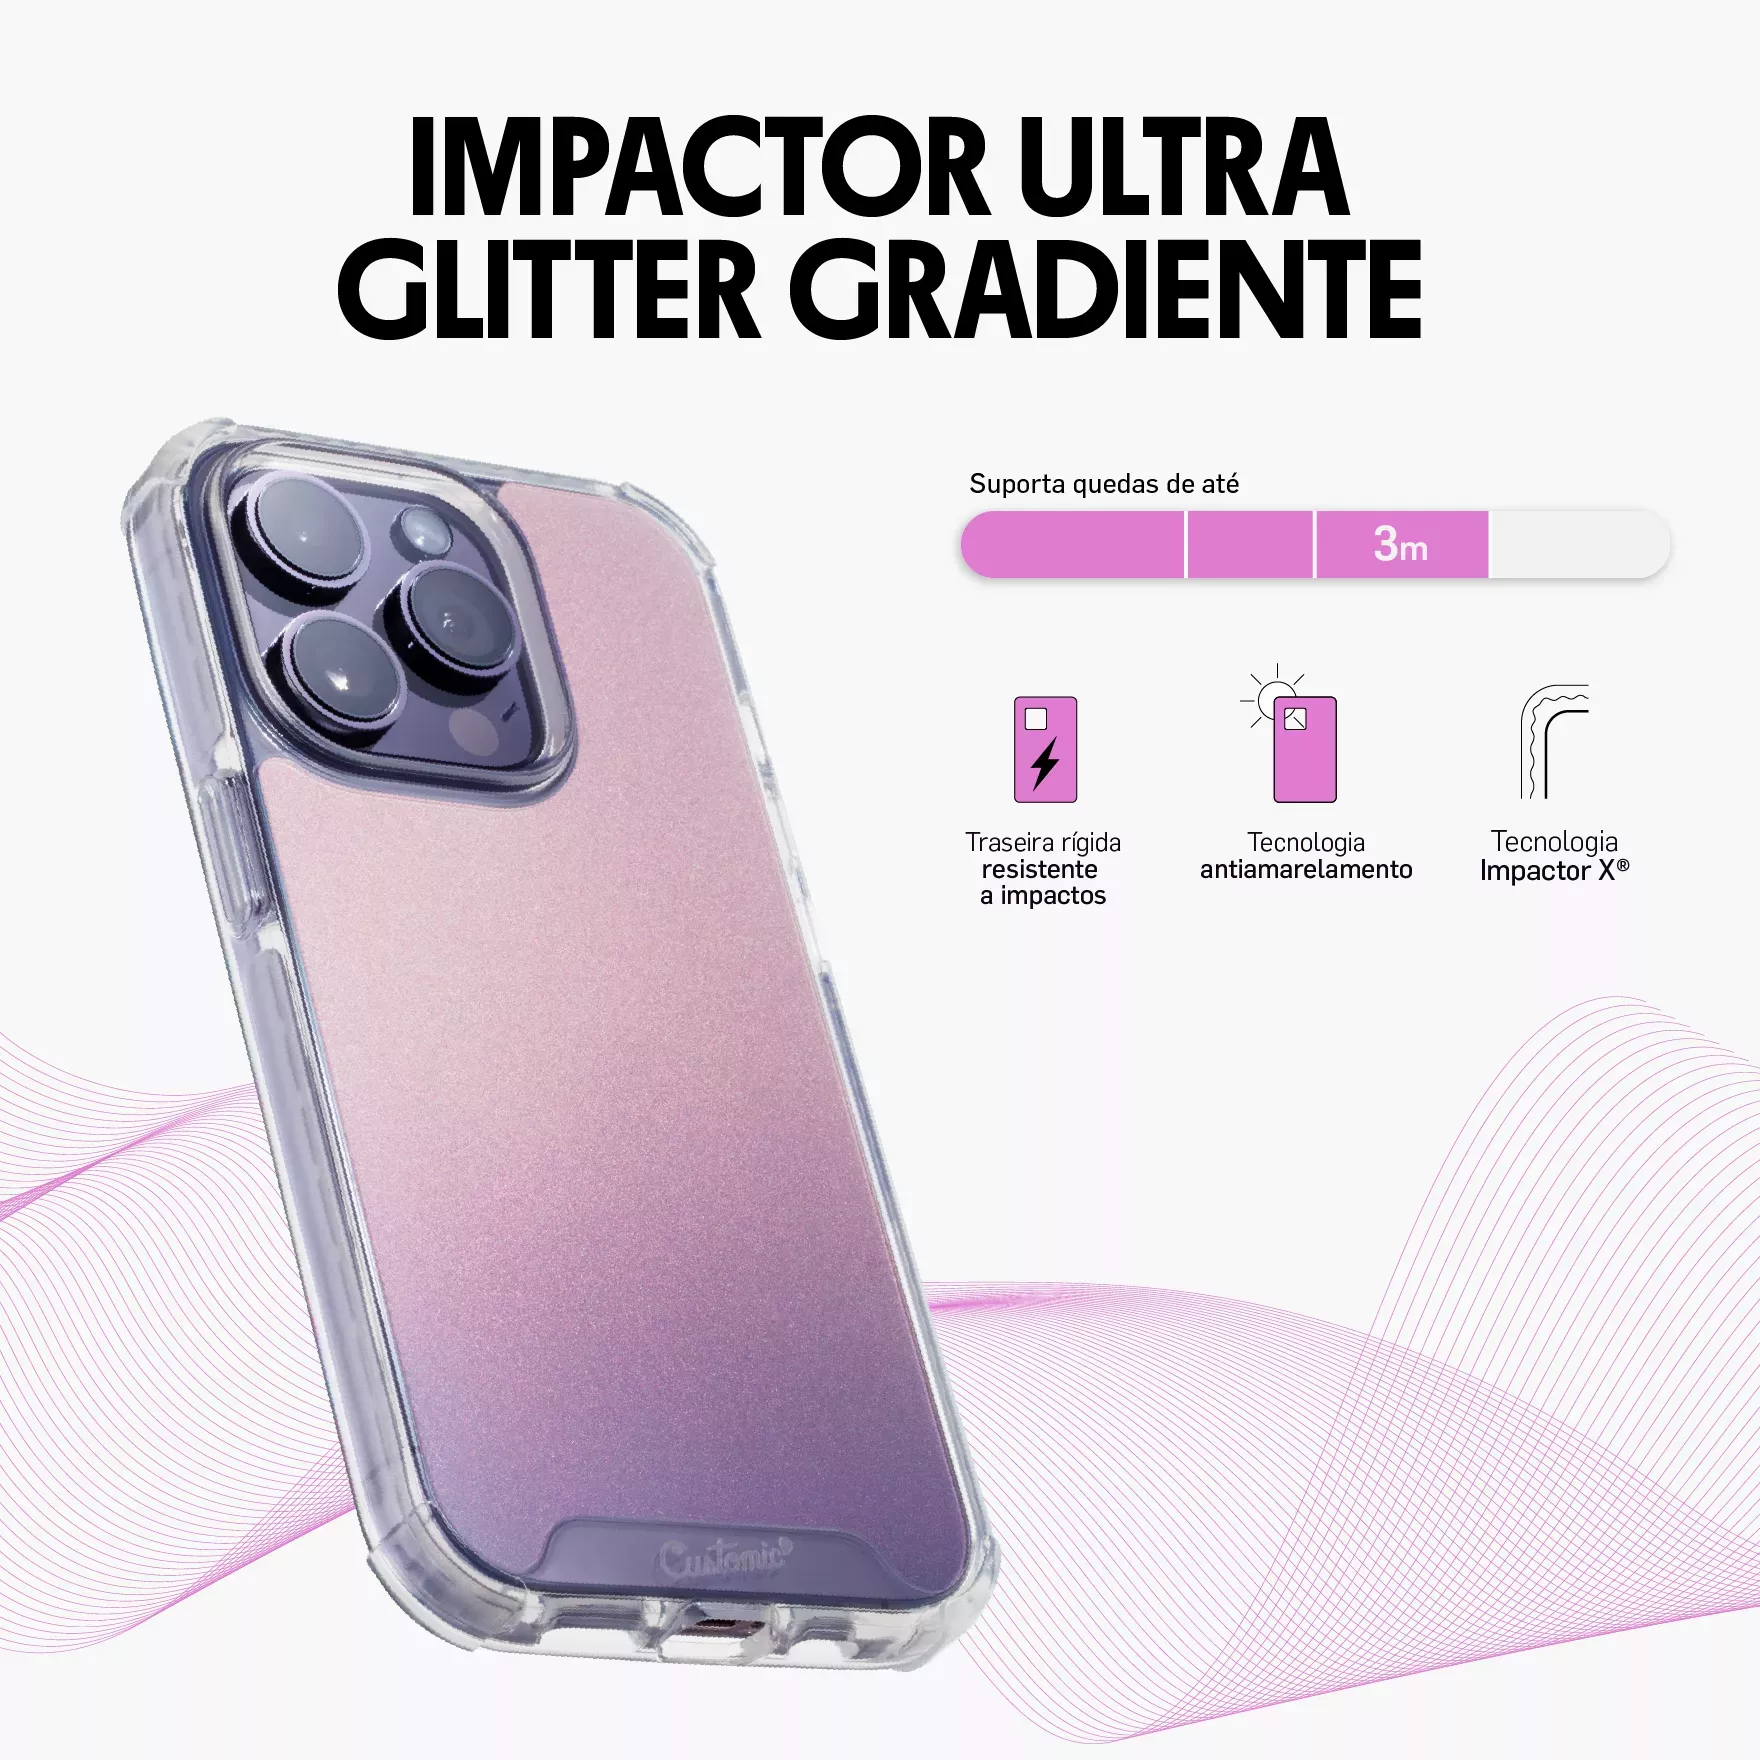 IMPACTOR ULTRA
GLITTER GRADIENTE
Suporta quedas de até
3m
Traseira rígida
resistente
a impactos
Tecnologia
antiamarelamento
Tecnologia
Impactor X®
Customic